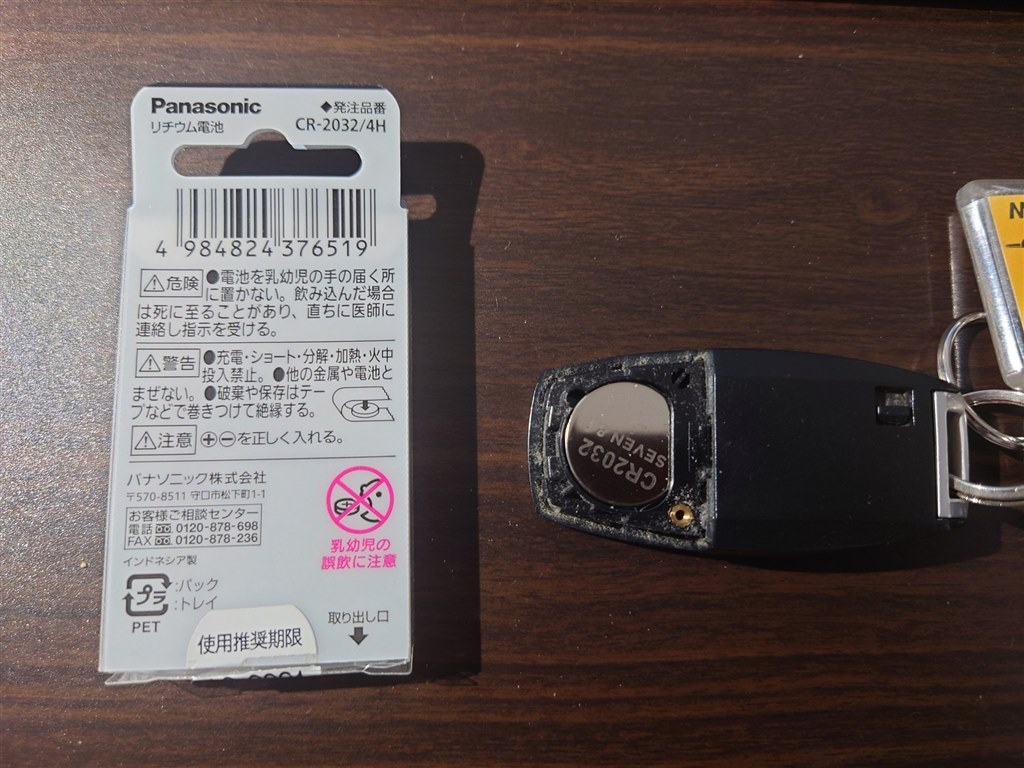 Panasonic
リチウム電池
◆発注品番
CR-2032/4H
4 984824 376519
危険 ●電池を乳幼児の手の届く所
に置かない。飲み込んだ場合
は死に至ることがあり、直ちに医師に
連絡し指示を受ける。
警告 ●充電・ショート・分解・加熱・火中
投入禁止。●他の金属や電池と
まぜない。●破棄や保存はテー
プなどで巻きつけて絶縁する。
注意 ⊕⊖を正しく入れる。
パナソニック株式会社
〒570-8511 守口市松下町1-1
お客様ご相談センター
電話 0120-878-698
FAX 0120-878-236
インドネシア製
プラ :パック
:トレイ
PET
乳幼児の
誤飲に注意
使用推奨期限
取り出し口
CR2032
SEVEN
N